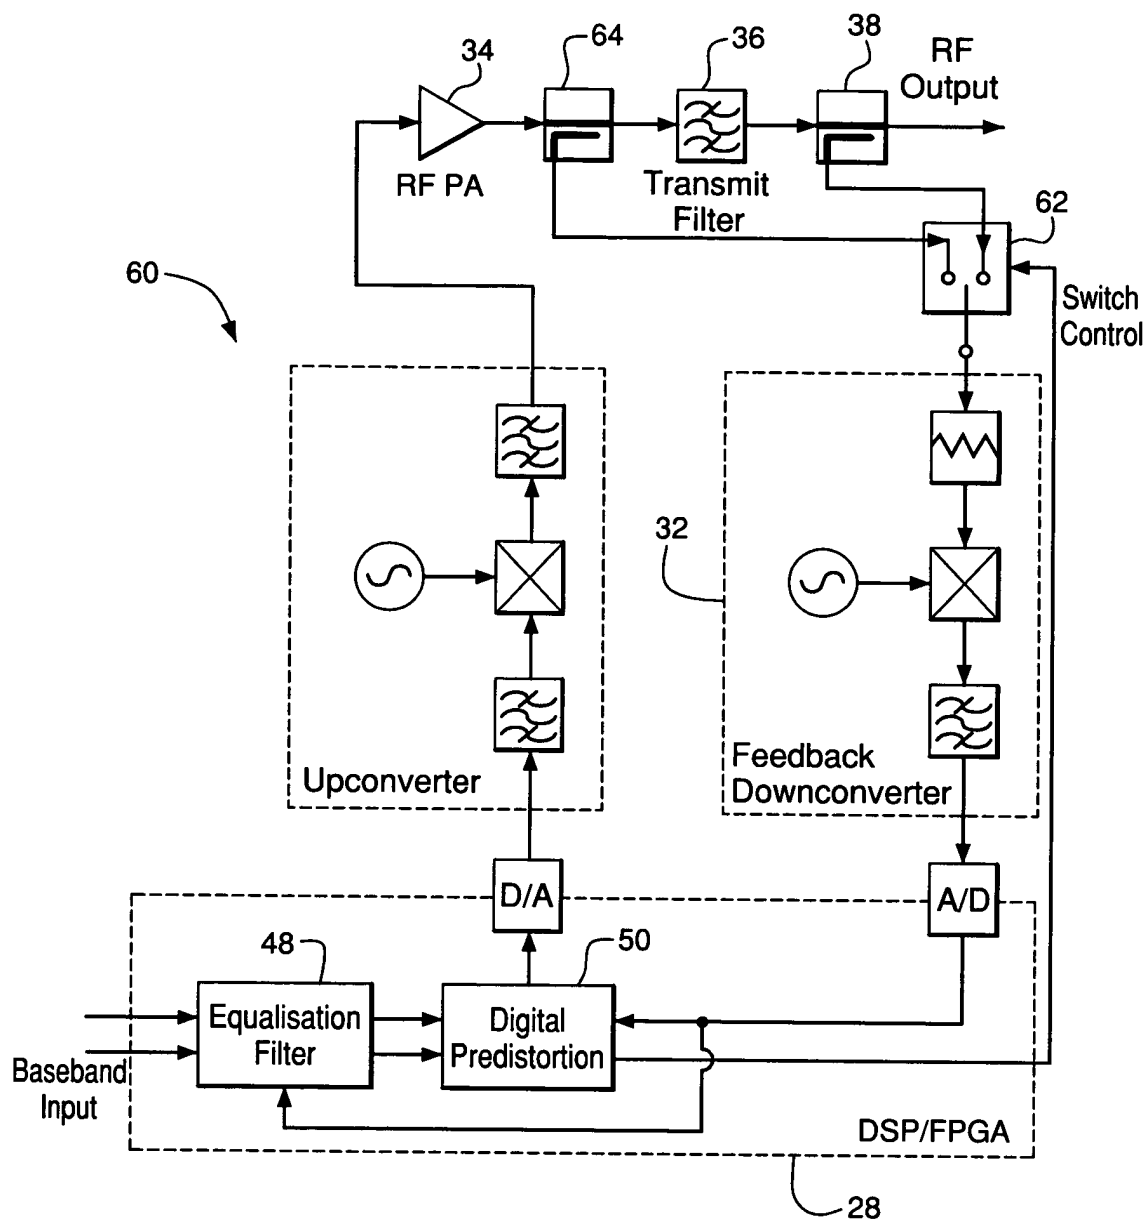 34
64
36
38
RF
Output
RF PA
Transmit
Filter
62
60
Switch
Control
32
Upconverter
Feedback
Downconverter
D/A
A/D
48
50
Equalisation
Filter
Digital
Predistortion
Baseband
Input
DSP/FPGA
28